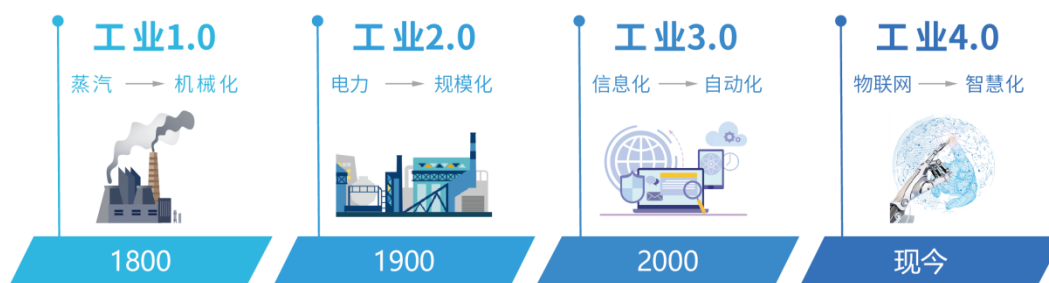 工业1.0
蒸汽 → 机械化
1800
工业2.0
电力 → 规模化
1900
工业3.0
信息化 → 自动化
2000
工业4.0
物联网 → 智慧化
现今